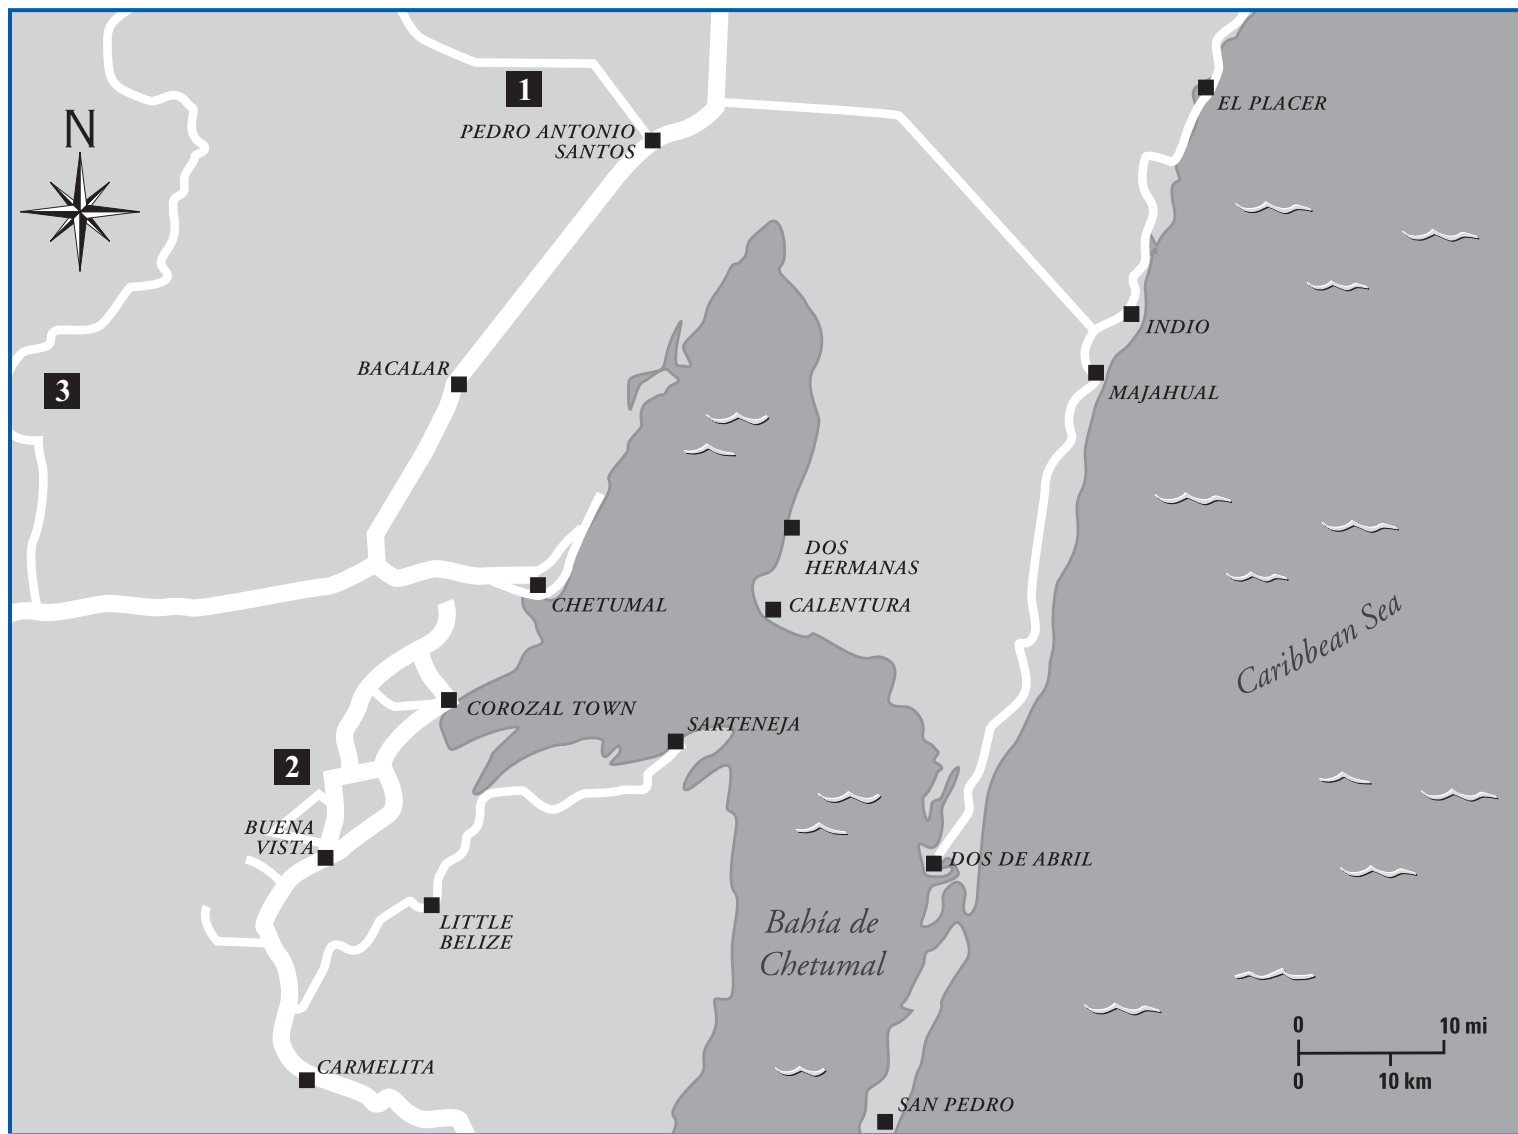 EL PLACER
1
N
PEDRO ANTONIO
SANTOS
INDIO
BACALAR
3
MAJAHUAL
DOS
HERMANAS
CHETUMAL
CALENTURA
Caribbean Sea
COROZAL TOWN
SARTENEJA
2
BUENA
VISTA
DOS DE ABRIL
LITTLE
BELIZE
Bahía de
Chetumal
0 10 mi
0 10 km
CARMELITA
SAN PEDRO